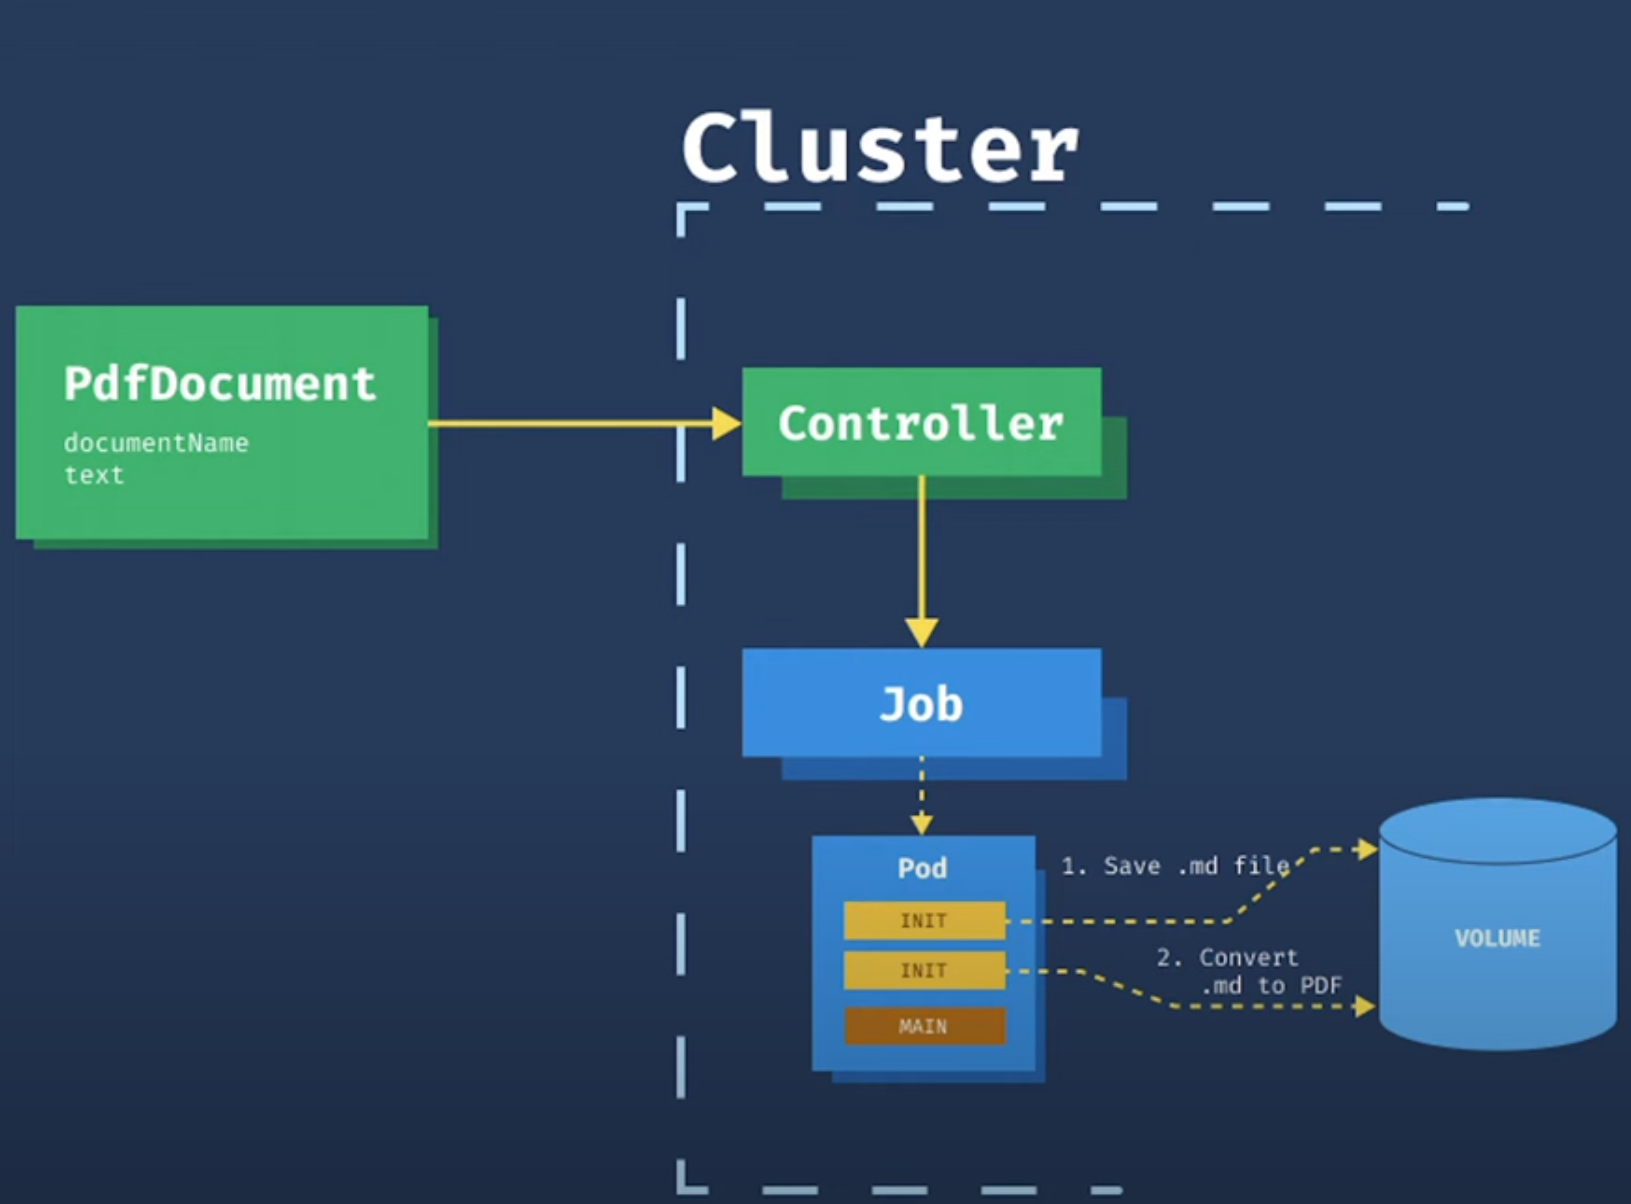 Cluster
PdfDocument
documentName
text
Controller
Job
Pod
INIT
INIT
MAIN
1. Save .md file
2. Convert
.md to PDF
VOLUME